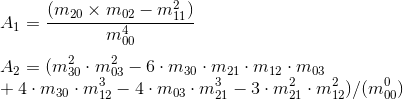 A_1 = \frac{(m_{20} \times m_{02} - m_{11}^2)}{m_{00}^4}
A_2 = (m_{30}^2 \cdot m_{03}^2 - 6 \cdot m_{30} \cdot m_{21} \cdot m_{12} \cdot m_{03}
+ 4 \cdot m_{30} \cdot m_{12}^3 - 4 \cdot m_{03} \cdot m_{21}^3 - 3 \cdot m_{21}^2 \cdot m_{12}^2)/(m_{00}^0)